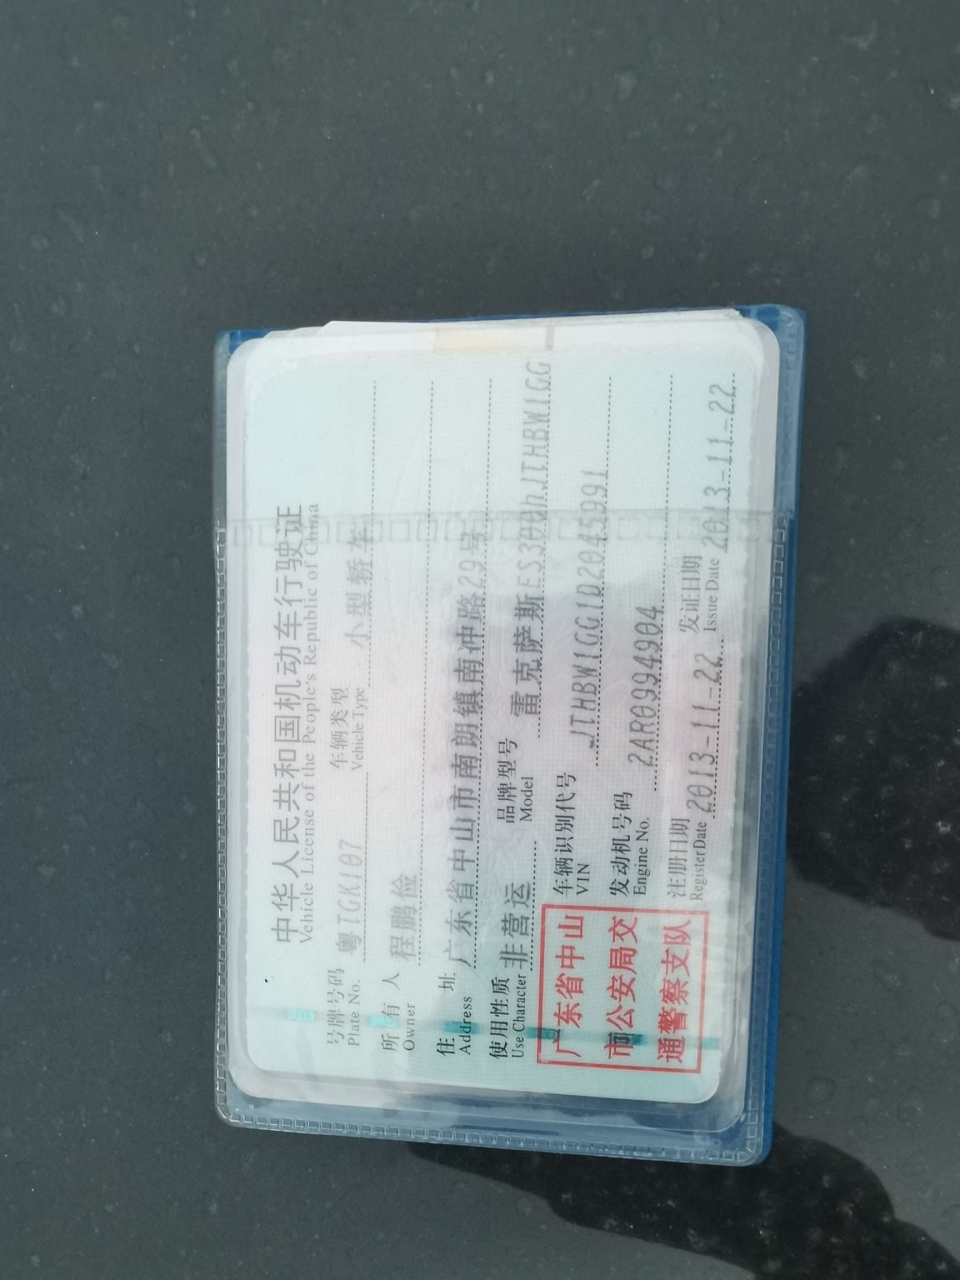 中华人民共和国机动车行驶证
Vehicle License of the People's Republic of China
号牌号码 Plate No. 粤TGK107 车辆类型 Vehicle Type 小型轿车
所有人 Owner 程鹏俭
住址 Address 广东省中山市南朗镇南冲路29号
使用性质 Use Character 非营运 品牌型号 Model 雷克萨斯ES300hJTHBW1GG
车辆识别代号 VIN JTHBW1GG1D2045991
发动机号码 Engine No. 2AR0994904
注册日期 Register Date 2013-11-22 发证日期 Issue Date 2013-11-22
广东省中山
市公安局交
通警察支队